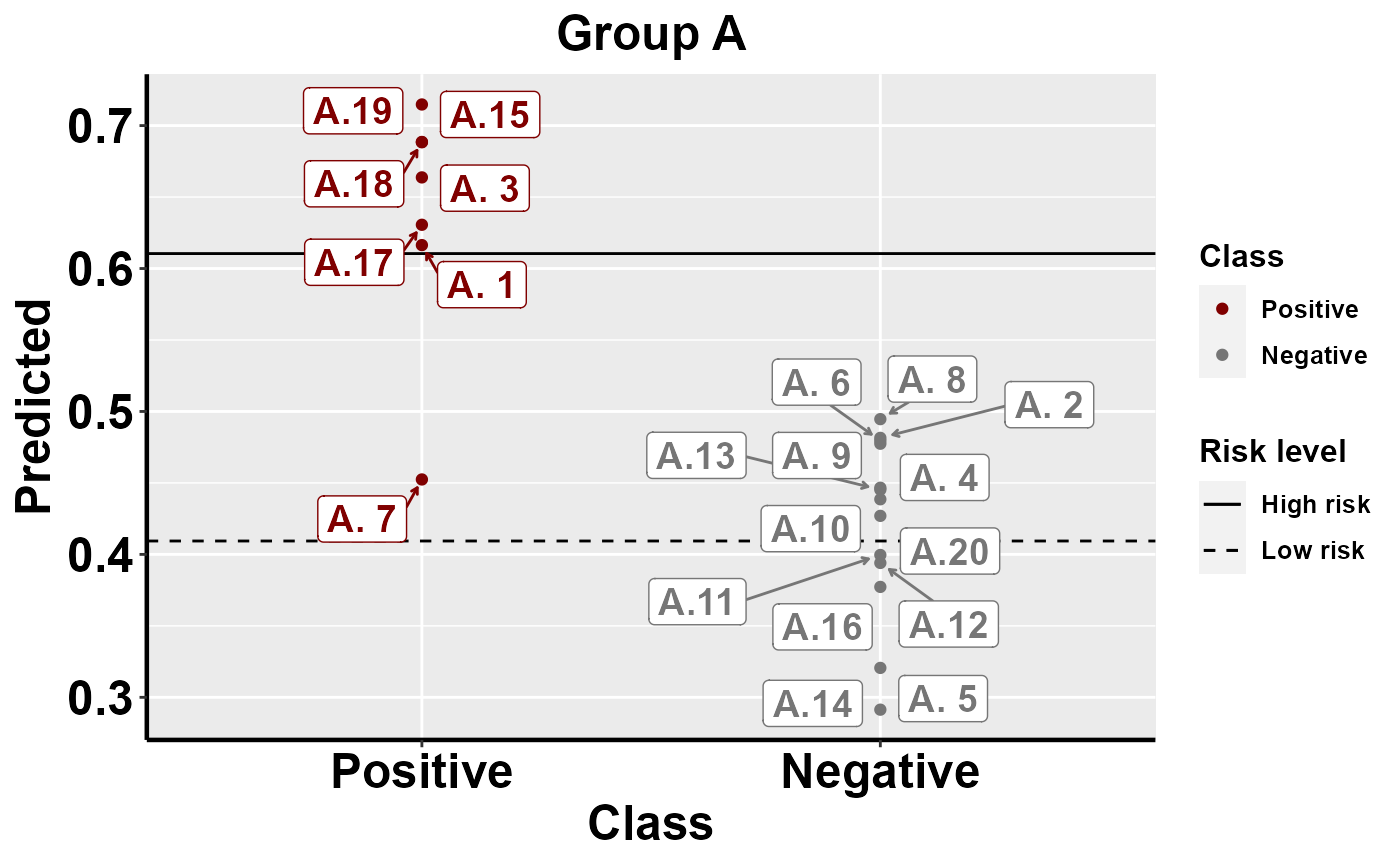 Group A
Predicted
0.7
0.6
0.5
0.4
0.3
A.19
A.15
A.18
A. 3
A.17
A. 1
A. 7
A. 6
A. 8
A. 2
A.13
A. 9
A. 4
A.10
A.20
A.11
A.16
A.12
A.14
A. 5
Positive
Negative
Class
Class
Positive
Negative
Risk level
High risk
Low risk